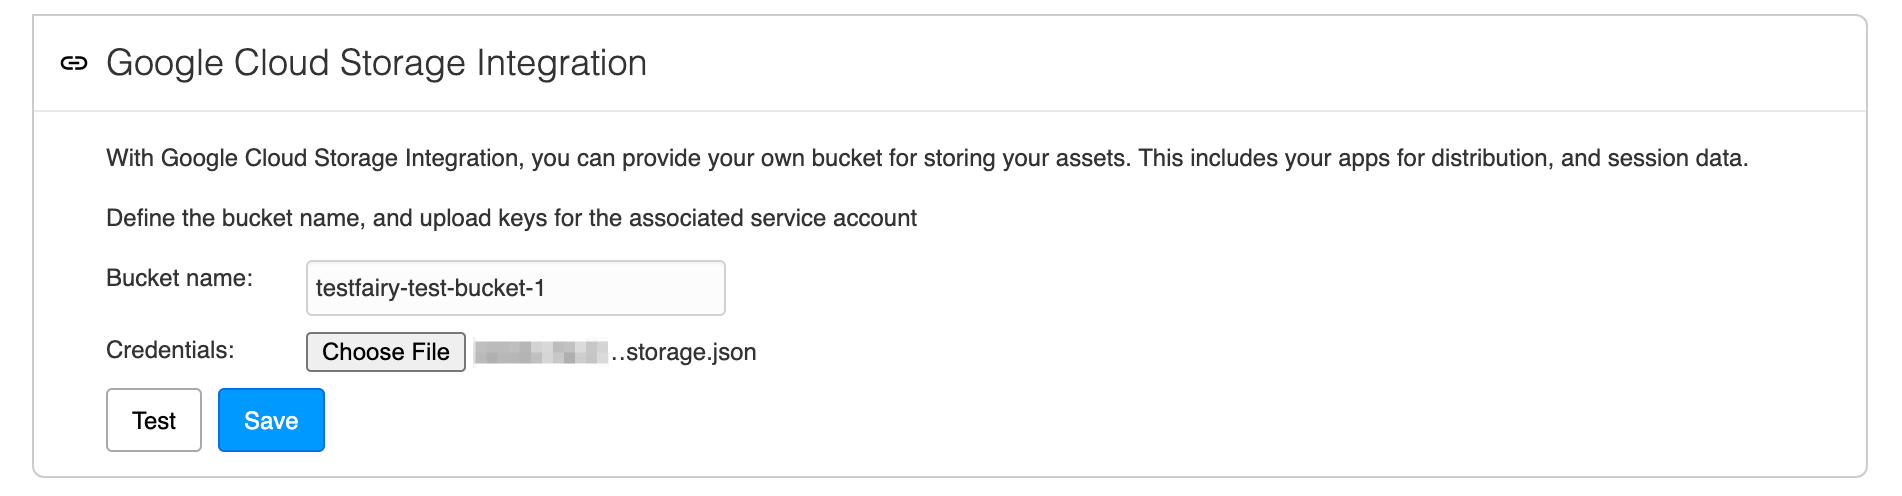 Google Cloud Storage Integration
With Google Cloud Storage Integration, you can provide your own bucket for storing your assets. This includes your apps for distribution, and session data.
Define the bucket name, and upload keys for the associated service account
Bucket name: testfairy-test-bucket-1
Credentials: Choose File ..storage.json
Test Save